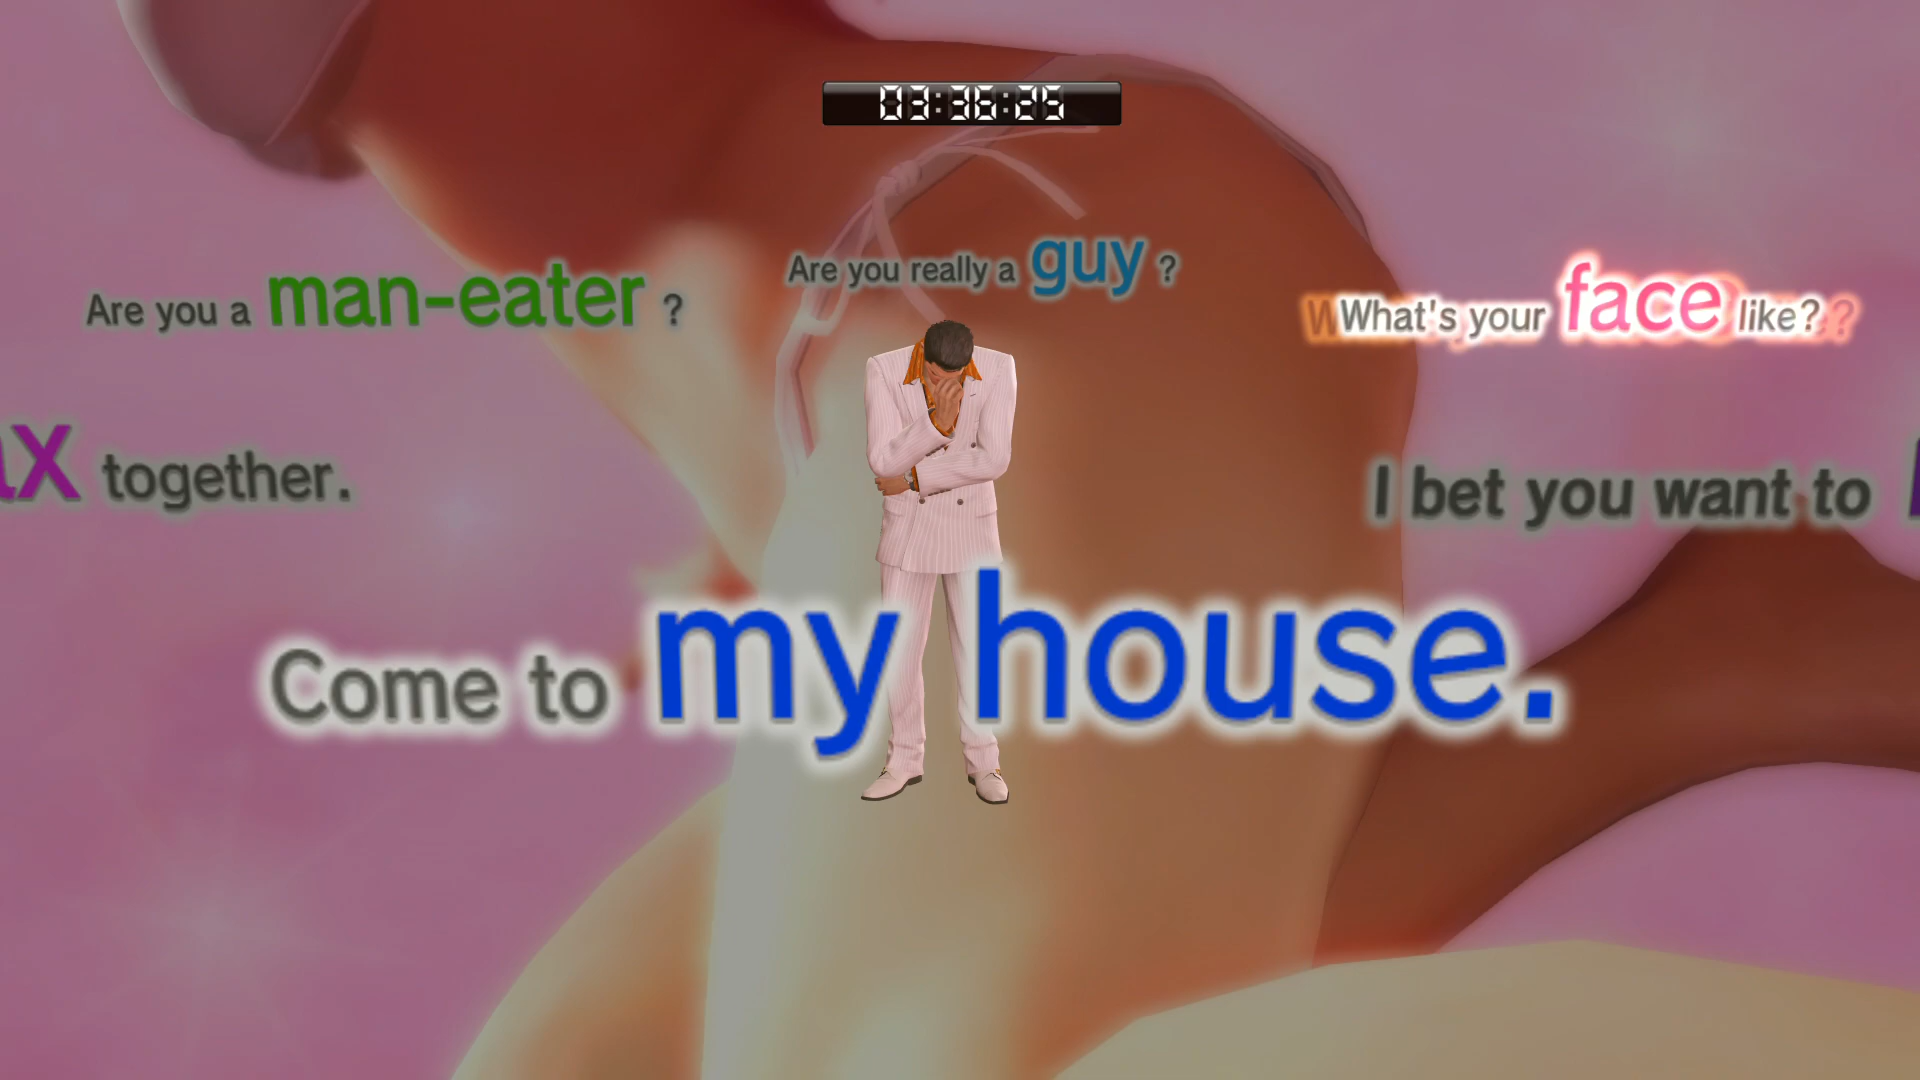 03:36:25
Are you really a guy ?
Are you a man-eater ?
What's your face like?
together.
I bet you want to
Come to my house.